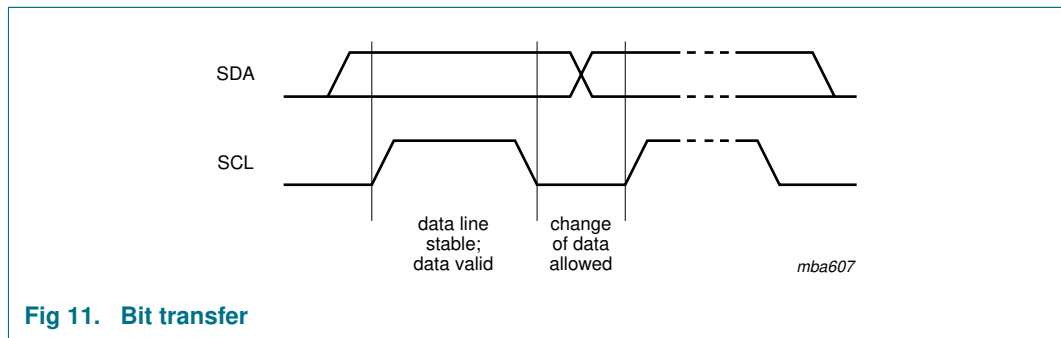 SDA
SCL
data line
stable;
data valid
change
of data
allowed
mba607
Fig 11. Bit transfer